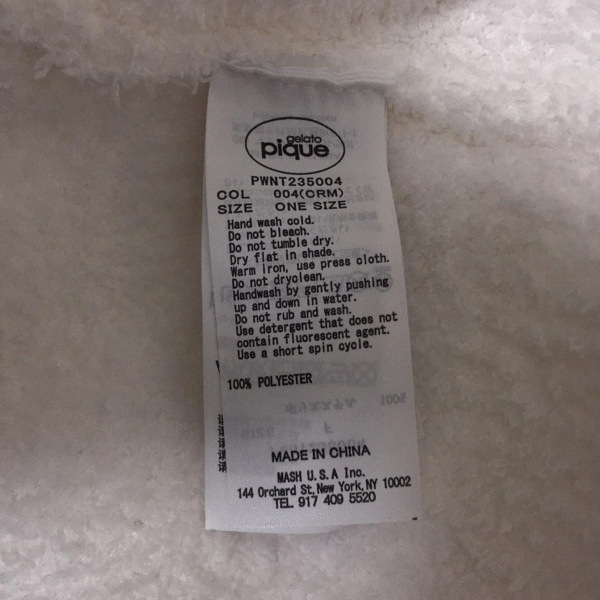 gelato
pique
PWNT235004
COL 004(CRM)
SIZE ONE SIZE
Hand wash cold.
Do not bleach.
Do not tumble dry.
Dry flat in shade.
Warm iron, use press cloth.
Do not dryclean.
Handwash by gently pushing
up and down in water.
Do not rub and wash.
Use detergent that does not
contain fluorescent agent.
Use a short spin cycle.
100% POLYESTER
MADE IN CHINA
MASH U.S.A Inc.
144 Orchard St, New York, NY 10002
TEL. 917 409 5520